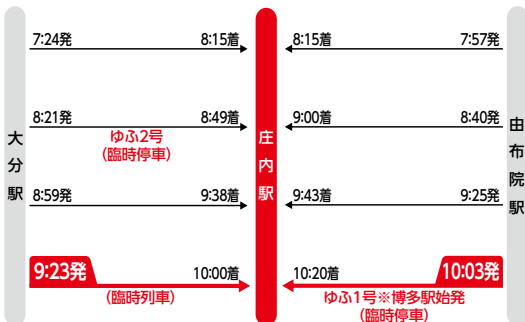 大分駅
庄内駅
由布院駅
7:24発 8:15着 8:15着 7:57発
8:21発 8:49着 9:00着 8:40発
ゆふ2号
(臨時停車)
8:59発 9:38着 9:43着 9:25発
9:23発 10:00着 10:20着 10:03発
(臨時列車)
ゆふ1号※博多駅始発
(臨時停車)